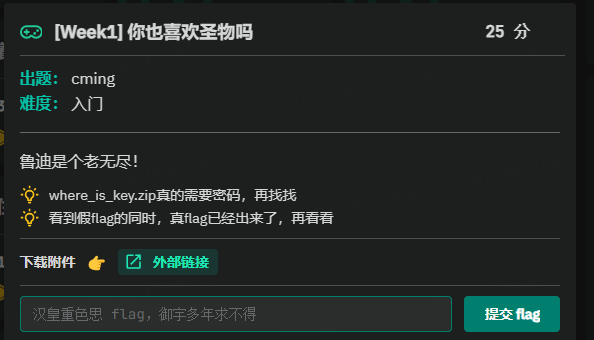 [Week1] 你也喜欢圣物吗 25 分
出题： cming
难度： 入门
鲁迪是个老无尽！
where_is_key.zip真的需要密码，再找找
看到假flag的同时，真flag已经出来了，再看看
下载附件 👉 外部链接
汉皇重色思 flag，御宇多年求不得 提交 flag